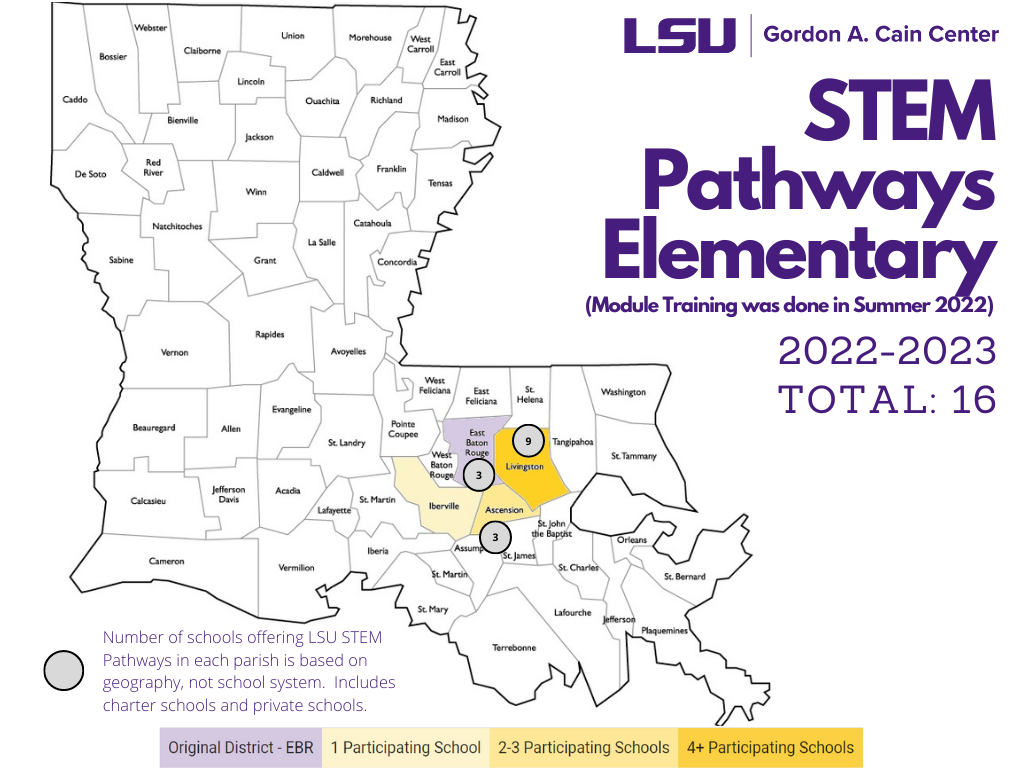 LSU | Gordon A. Cain Center
STEM
Pathways
Elementary
(Module Training was done in Summer 2022)
2022-2023
TOTAL: 16
Webster
Bossier
Claiborne
Union
Morehouse
West
Carroll
East
Carroll
Caddo
Lincoln
Ouachita
Richland
Madison
Bienville
Jackson
De Soto
Red
River
Winn
Caldwell
Franklin
Tensas
Natchitoches
Sabine
Grant
La Salle
Catahoula
Concordia
Vernon
Rapides
Avoyelles
West
Feliciana
East
Feliciana
St.
Helena
Washington
Beauregard
Allen
Evangeline
St. Landry
Pointe
Coupee
East
Baton
Rouge
9
Livingston
Tangipahoa
St. Tammany
West
Baton
Rouge
3
Calcasieu
Jefferson
Davis
Acadia
Lafayette
St. Martin
Iberville
Ascension
3
St. John
the Baptist
Cameron
Vermilion
Iberia
Assump
St. James
Orleans
St. Martin
St. Charles
St. Bernard
St. Mary
Lafourche
Jefferson
Plaquemines
Terrebonne
Number of schools offering LSU STEM
Pathways in each parish is based on
geography, not school system.  Includes
charter schools and private schools.
Original District - EBR
1 Participating School
2-3 Participating Schools
4+ Participating Schools